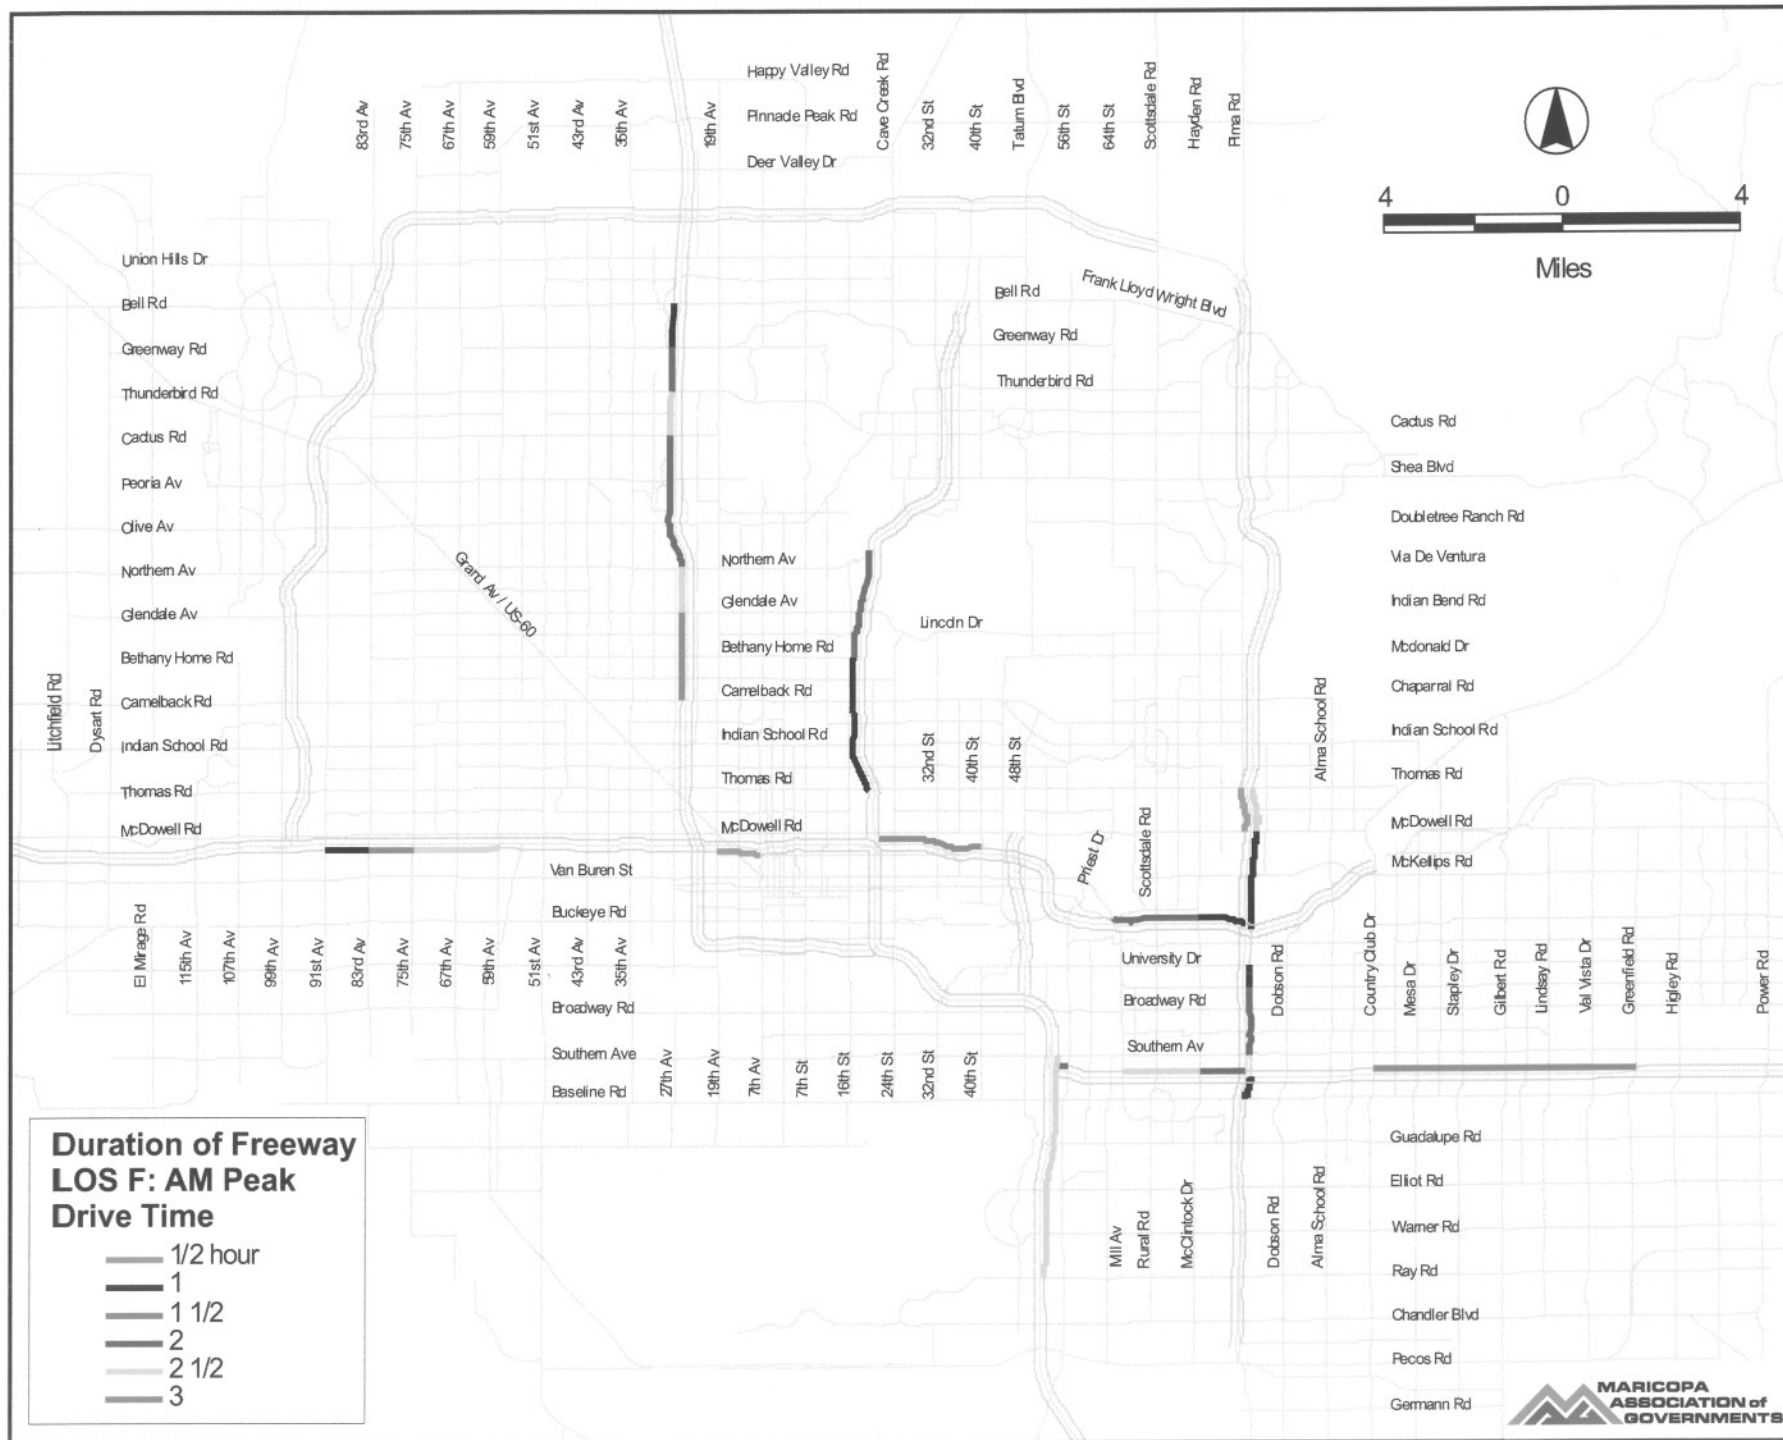 Happy Valley Rd
Pinnade Peak Rd
Deer Valley Dr
83rd Av
75th Av
67th Av
59th Av
51st Av
43rd Av
35th Av
19th Av
Cave Creek Rd
32nd St
40th St
Tatum Blvd
56th St
64th St
Scottsdale Rd
Hayden Rd
Pima Rd
4 0 4
Miles
Union Hills Dr
Bell Rd
Greenway Rd
Thunderbird Rd
Cactus Rd
Peoria Av
Olive Av
Northern Av
Glendale Av
Bethany Home Rd
Camelback Rd
Indian School Rd
Thomas Rd
McDowell Rd
Litchfield Rd
Dysart Rd
Grand Av / US-60
Bell Rd
Greenway Rd
Thunderbird Rd
Frank Lloyd Wright Blvd
Northern Av
Glendale Av
Bethany Home Rd
Camelback Rd
Indian School Rd
Thomas Rd
McDowell Rd
Lincoln Dr
32nd St
40th St
48th St
Cactus Rd
Shea Blvd
Doubletree Ranch Rd
Via De Ventura
Indian Bend Rd
Mcdonald Dr
Chaparral Rd
Indian School Rd
Thomas Rd
McDowell Rd
McKellips Rd
Alma School Rd
Priest Dr
Scottsdale Rd
Van Buren St
Buckeye Rd
Broadway Rd
Southern Ave
Baseline Rd
El Mirage Rd
115th Av
107th Av
99th Av
91st Av
83rd Av
75th Av
67th Av
59th Av
51st Av
43rd Av
35th Av
27th Av
19th Av
7th Av
7th St
16th St
24th St
32nd St
40th St
University Dr
Broadway Rd
Southern Av
Dobson Rd
Country Club Dr
Mesa Dr
Stapley Dr
Gilbert Rd
Lindsay Rd
Val Vista Dr
Greenfield Rd
Higley Rd
Power Rd
Mill Av
Rural Rd
McClintock Dr
Dobson Rd
Alma School Rd
Guadalupe Rd
Elliot Rd
Warner Rd
Ray Rd
Chandler Blvd
Pecos Rd
Germann Rd
Duration of Freeway
LOS F: AM Peak
Drive Time
1/2 hour
1
1 1/2
2
2 1/2
3
MARICOPA
ASSOCIATION of
GOVERNMENTS